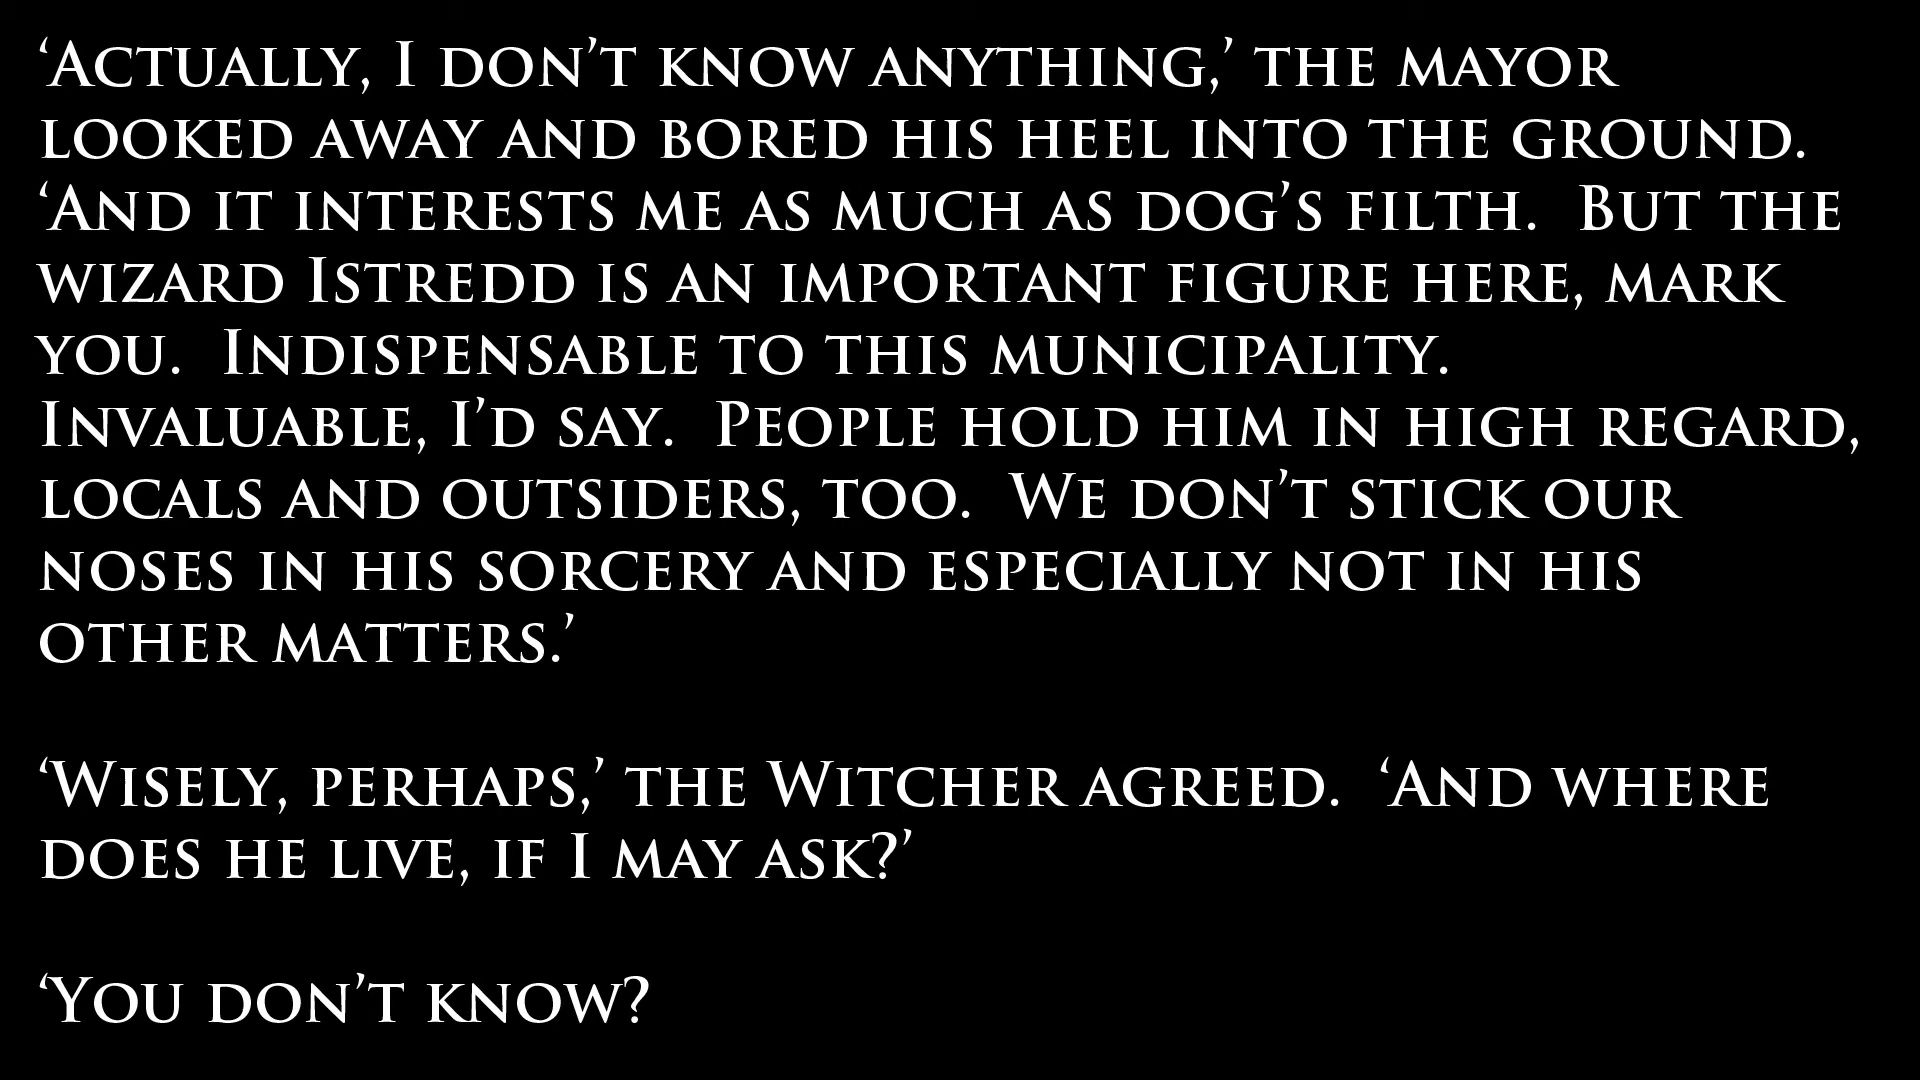 ‘Actually, I don’t know anything,’ the mayor
looked away and bored his heel into the ground.
‘And it interests me as much as dog’s filth.  But the
wizard Istredd is an important figure here, mark
you.  Indispensable to this municipality.
Invaluable, I’d say.  People hold him in high regard,
locals and outsiders, too.  We don’t stick our
noses in his sorcery and especially not in his
other matters.’
‘Wisely, perhaps,’ the Witcher agreed.  ‘And where
does he live, if I may ask?’
‘You don’t know?